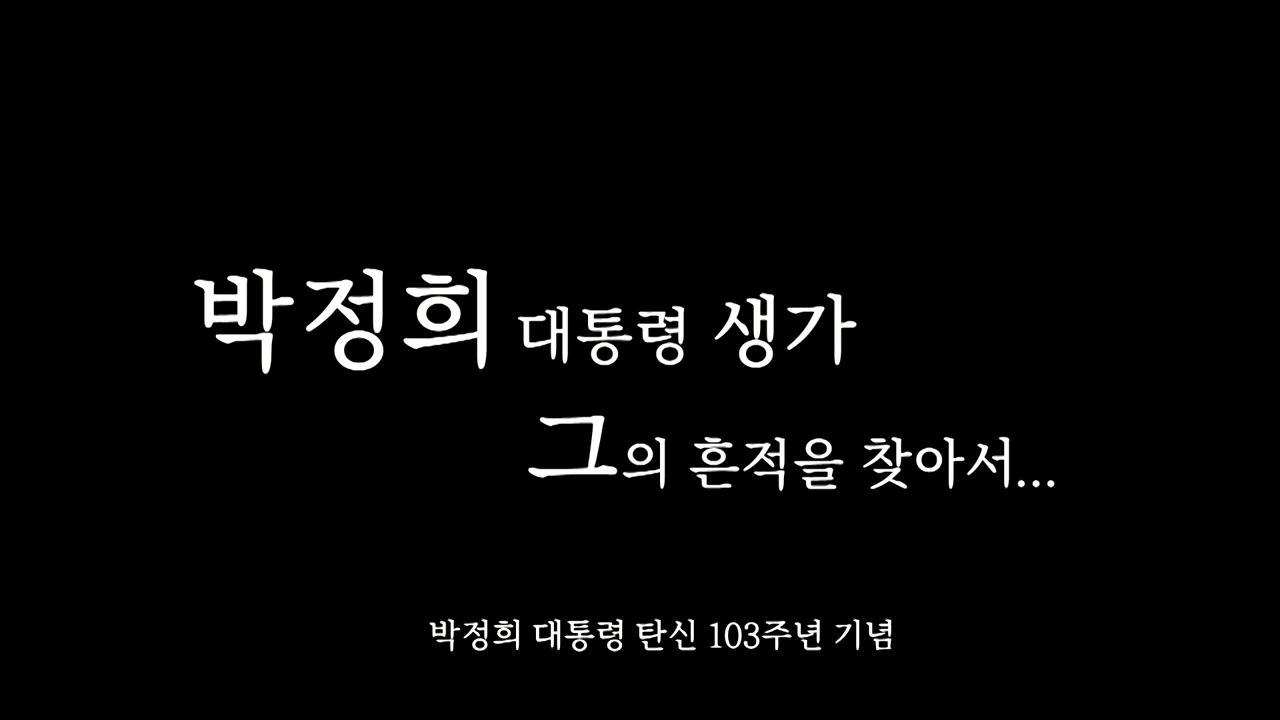 박정희 대통령 생가
그의 흔적을 찾아서...
박정희 대통령 탄신 103주년 기념